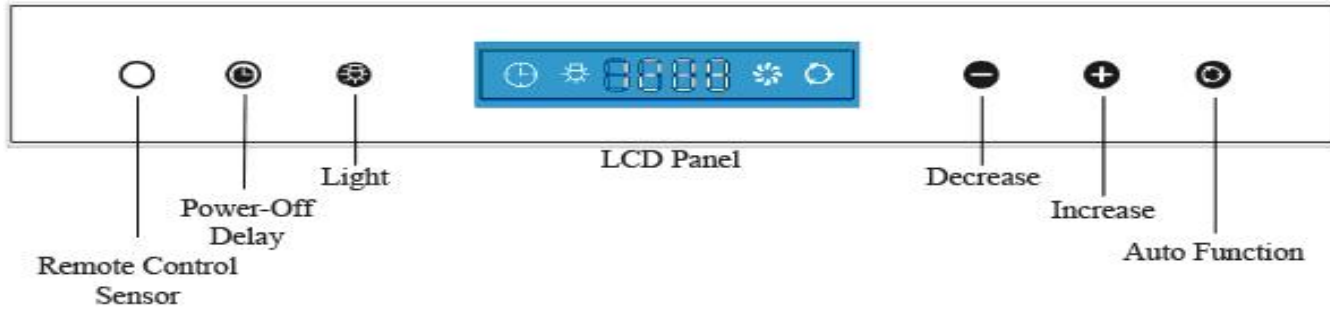 LCD Panel
Light
Decrease
Power-Off
Delay
Increase
Remote Control
Sensor
Auto Function